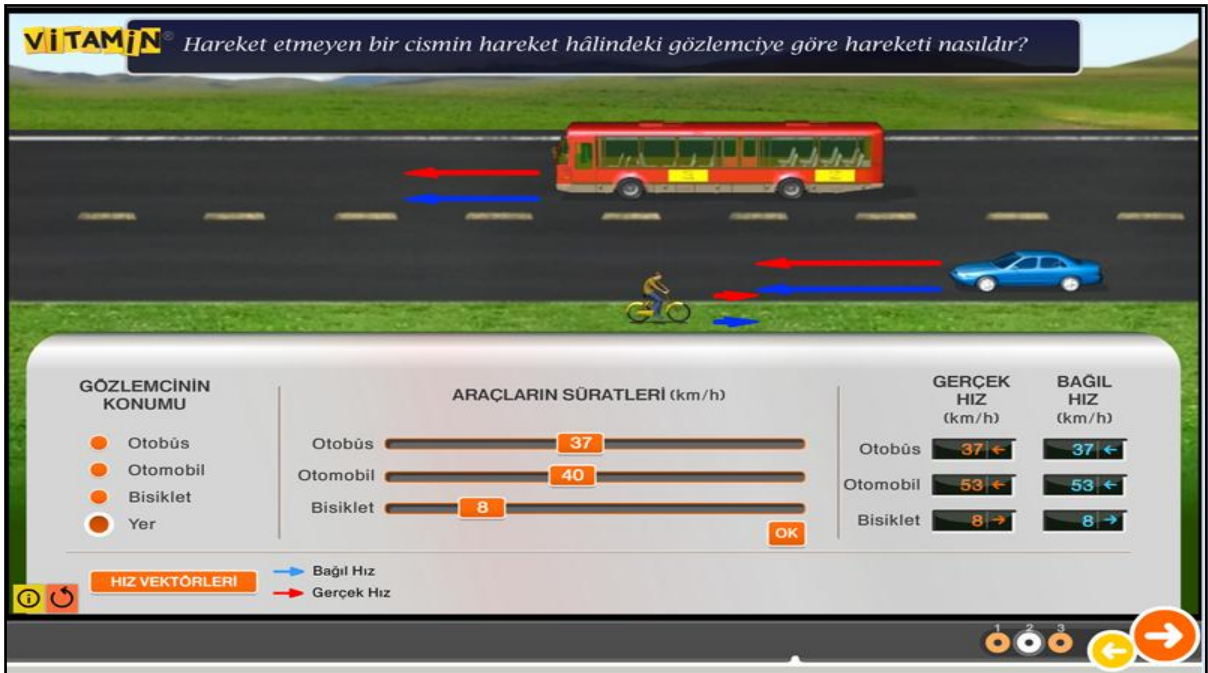 ViTAMiN®
Hareket etmeyen bir cismin hareket hâlindeki gözlemciye göre hareketi nasıldır?
GÖZLEMCİNİN
KONUMU
Otobüs
Otomobil
Bisiklet
Yer
ARAÇLARIN SÜRATLERİ (km/h)
Otobüs 37
Otomobil 40
Bisiklet 8
OK
GERÇEK
HIZ
(km/h)
BAĞIL
HIZ
(km/h)
Otobüs 37 ← 37 ←
Otomobil 53 ← 53 ←
Bisiklet 8 → 8 →
HIZ VEKTÖRLERİ
Bağıl Hız
Gerçek Hız
1 2 3